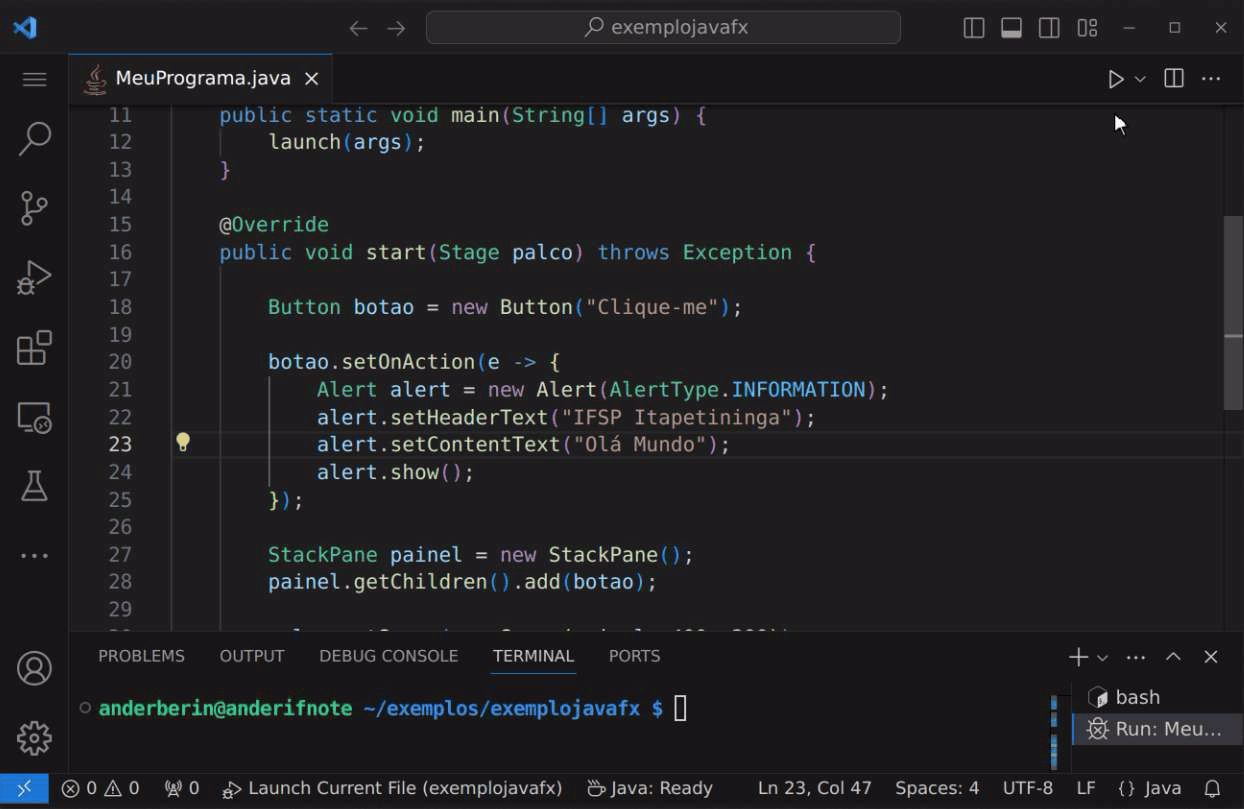 exemplojavafx
MeuPrograma.java
11 public static void main(String[] args) {
12 launch(args);
13 }
14
15 @Override
16 public void start(Stage palco) throws Exception {
17
18 Button botao = new Button("Clique-me");
19
20 botao.setOnAction(e -> {
21 Alert alert = new Alert(AlertType.INFORMATION);
22 alert.setHeaderText("IFSP Itapetininga");
23 alert.setContentText("Olá Mundo");
24 alert.show();
25 });
26
27 StackPane painel = new StackPane();
28 painel.getChildren().add(botao);
29
PROBLEMS OUTPUT DEBUG CONSOLE TERMINAL PORTS
anderberin@anderifnote ~/exemplos/exemplojavafx $
bash
Run: Meu...
0 0 0 Launch Current File (exemplojavafx) Java: Ready Ln 23, Col 47 Spaces: 4 UTF-8 LF {} Java